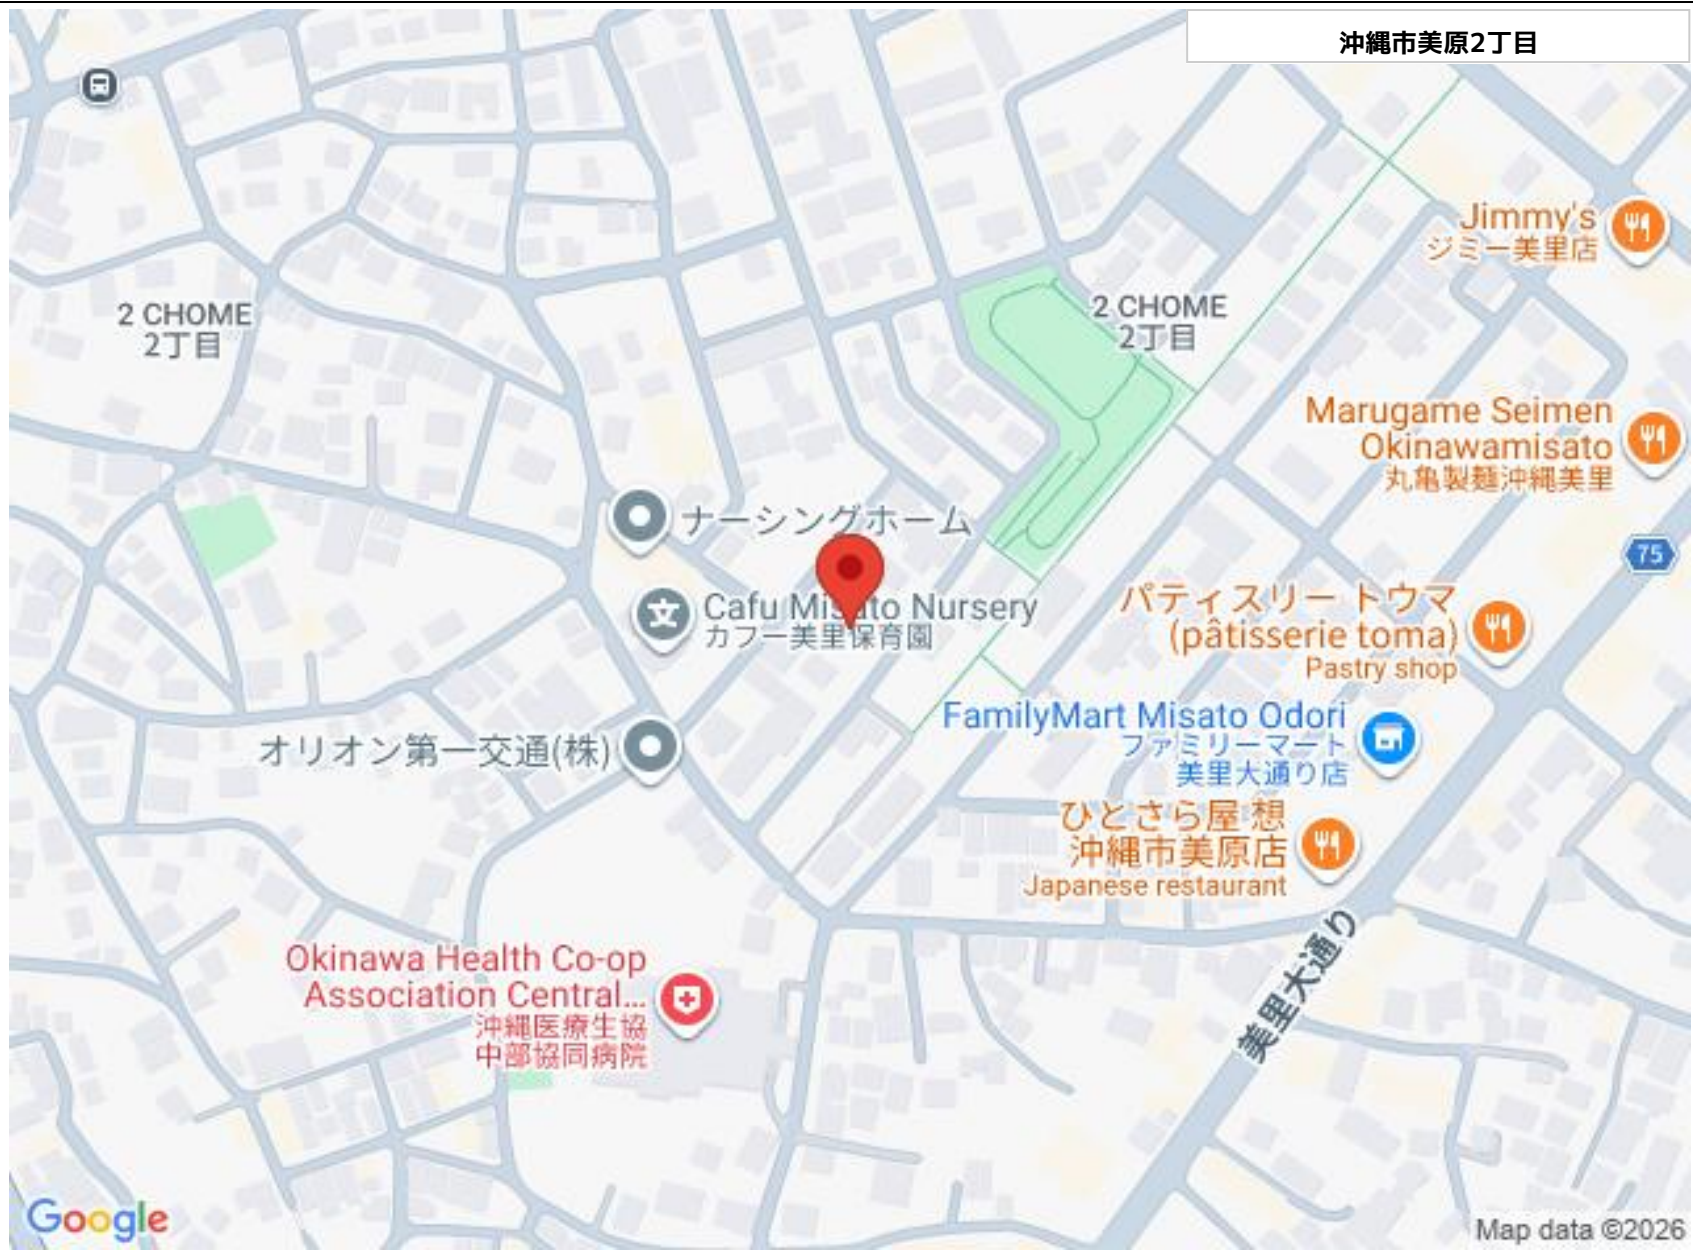 沖縄市美原2丁目
Jimmy's
ジミー美里店
2 CHOME
2丁目
2 CHOME
2丁目
Marugame Seimen
Okinawamisato
丸亀製麺沖縄美里
ナーシングホーム
75
Cafu Misato Nursery
カフー美里保育園
パティスリー トウマ
(pâtisserie toma)
Pastry shop
FamilyMart Misato Odori
ファミリーマート
美里大通り店
オリオン第一交通(株)
ひとさら屋 想
沖縄市美原店
Japanese restaurant
美里大通り
Okinawa Health Co-op
Association Central...
沖縄医療生協
中部協同病院
Google
Map data ©2026